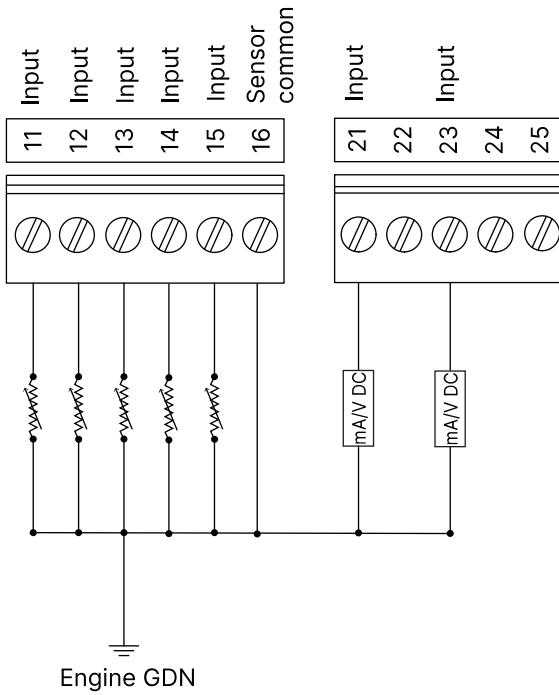 Input
Input
Input
Input
Input
Sensor
common
Input
Input
11
12
13
14
15
16
21
22
23
24
25
mA/V DC
mA/V DC
Engine GDN